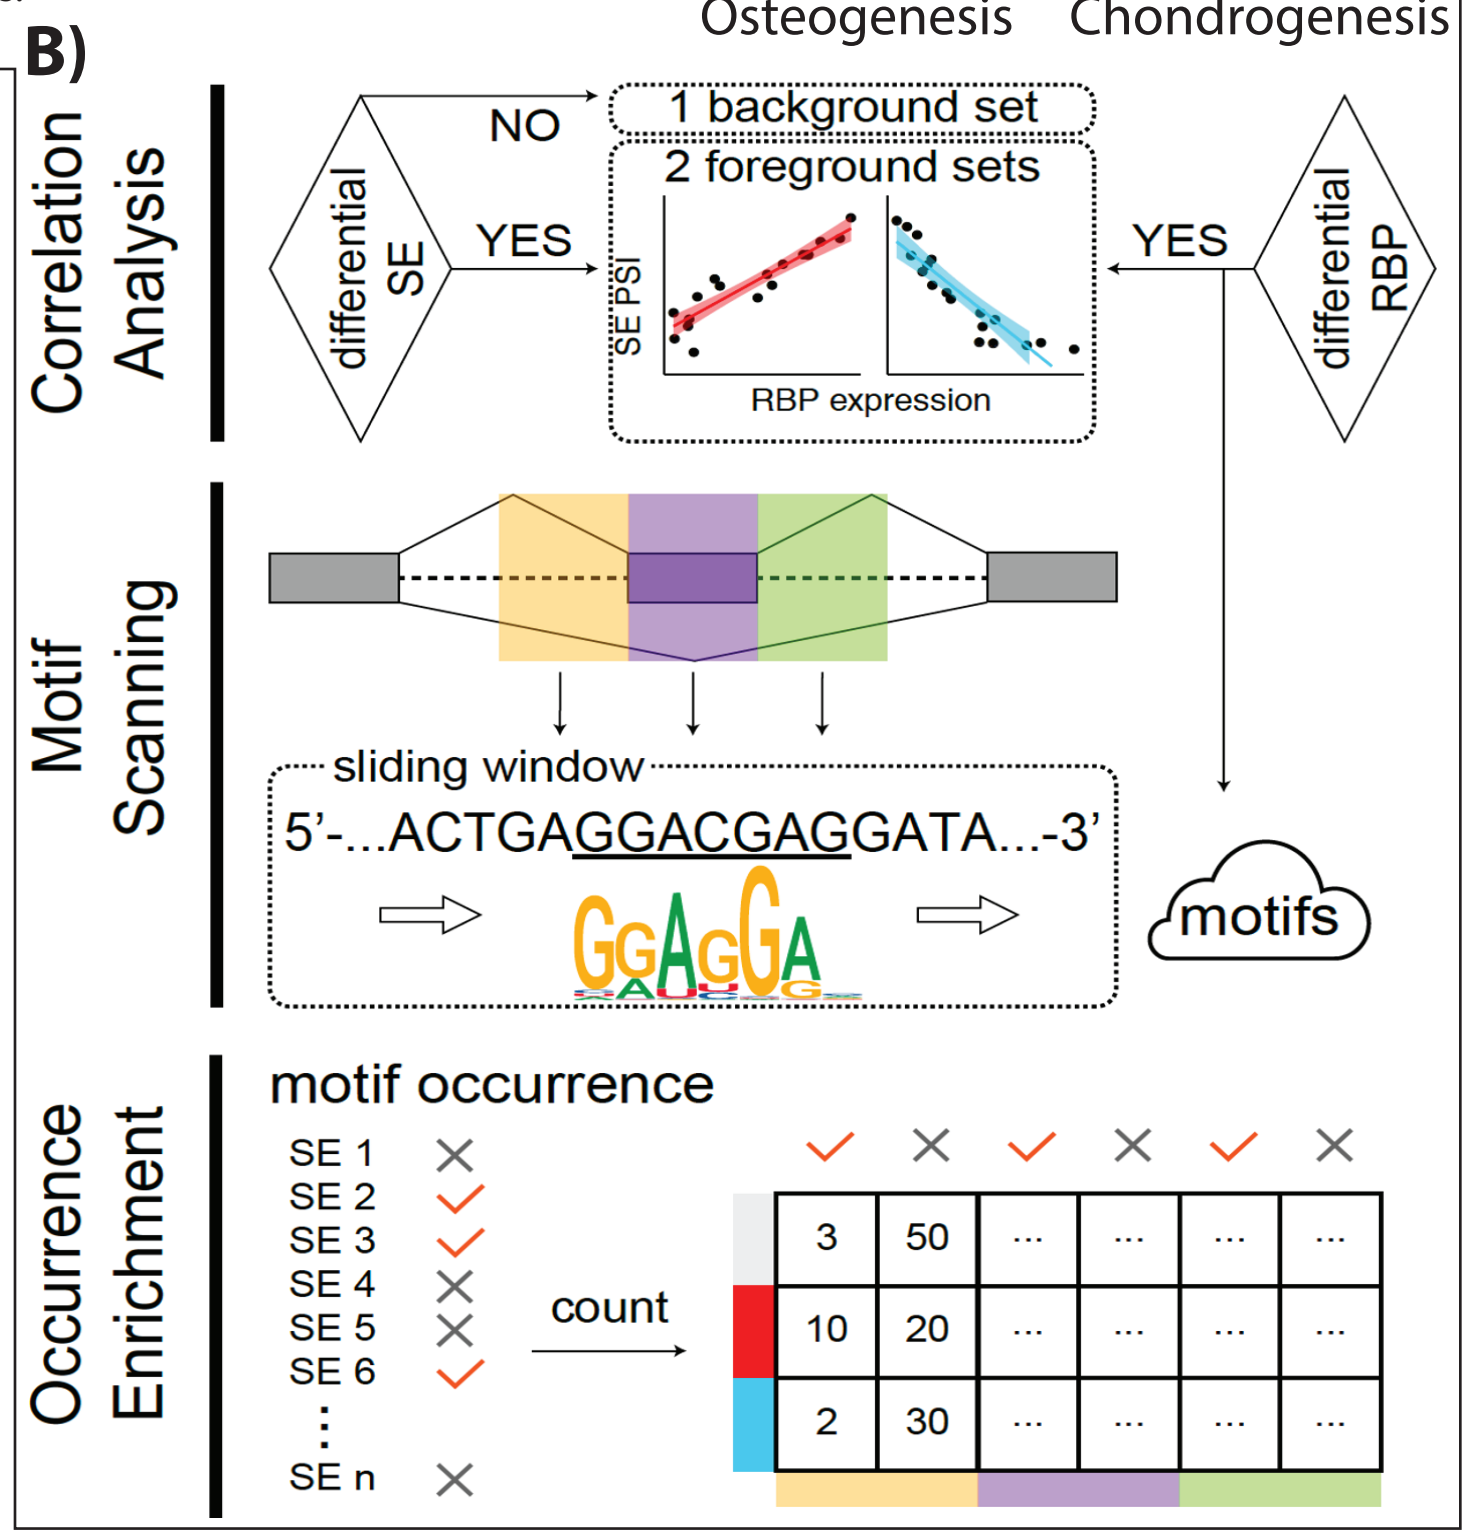 Osteogenesis Chondrogenesis
B)
Correlation
Analysis
differential
SE
NO
YES
1 background set
2 foreground sets
SE PSI
RBP expression
YES
differential
RBP
Motif
Scanning
sliding window
5'-...ACTGAGGACGAGGATA...-3'
GGAGGA
motifs
Occurrence
Enrichment
motif occurrence
SE 1
SE 2
SE 3
SE 4
SE 5
SE 6
⋮
SE n
count
3 50 ... ... ... ...
10 20 ... ... ... ...
2 30 ... ... ... ...